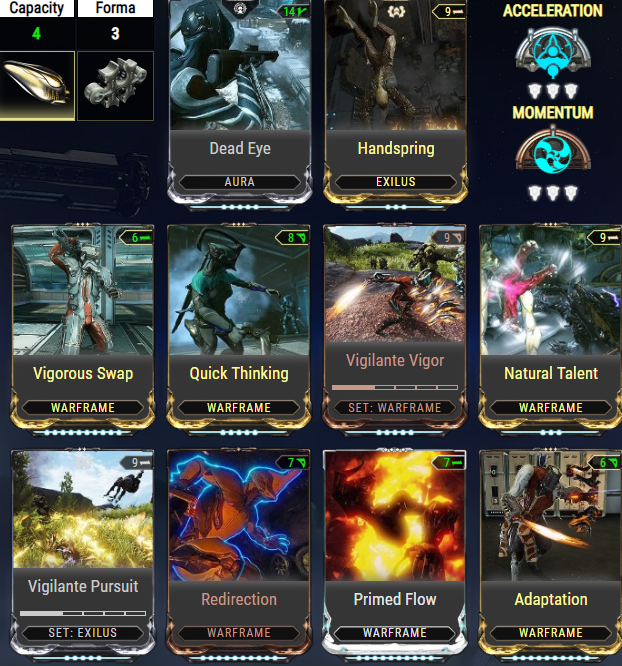 Capacity
Forma
4
3
14
Dead Eye
AURA
9
Handspring
EXILUS
ACCELERATION
MOMENTUM
6
Vigorous Swap
WARFRAME
8
Quick Thinking
WARFRAME
9
Vigilante Vigor
SET: WARFRAME
9
Natural Talent
WARFRAME
9
Vigilante Pursuit
SET: EXILUS
7
Redirection
WARFRAME
7
Primed Flow
WARFRAME
6
Adaptation
WARFRAME